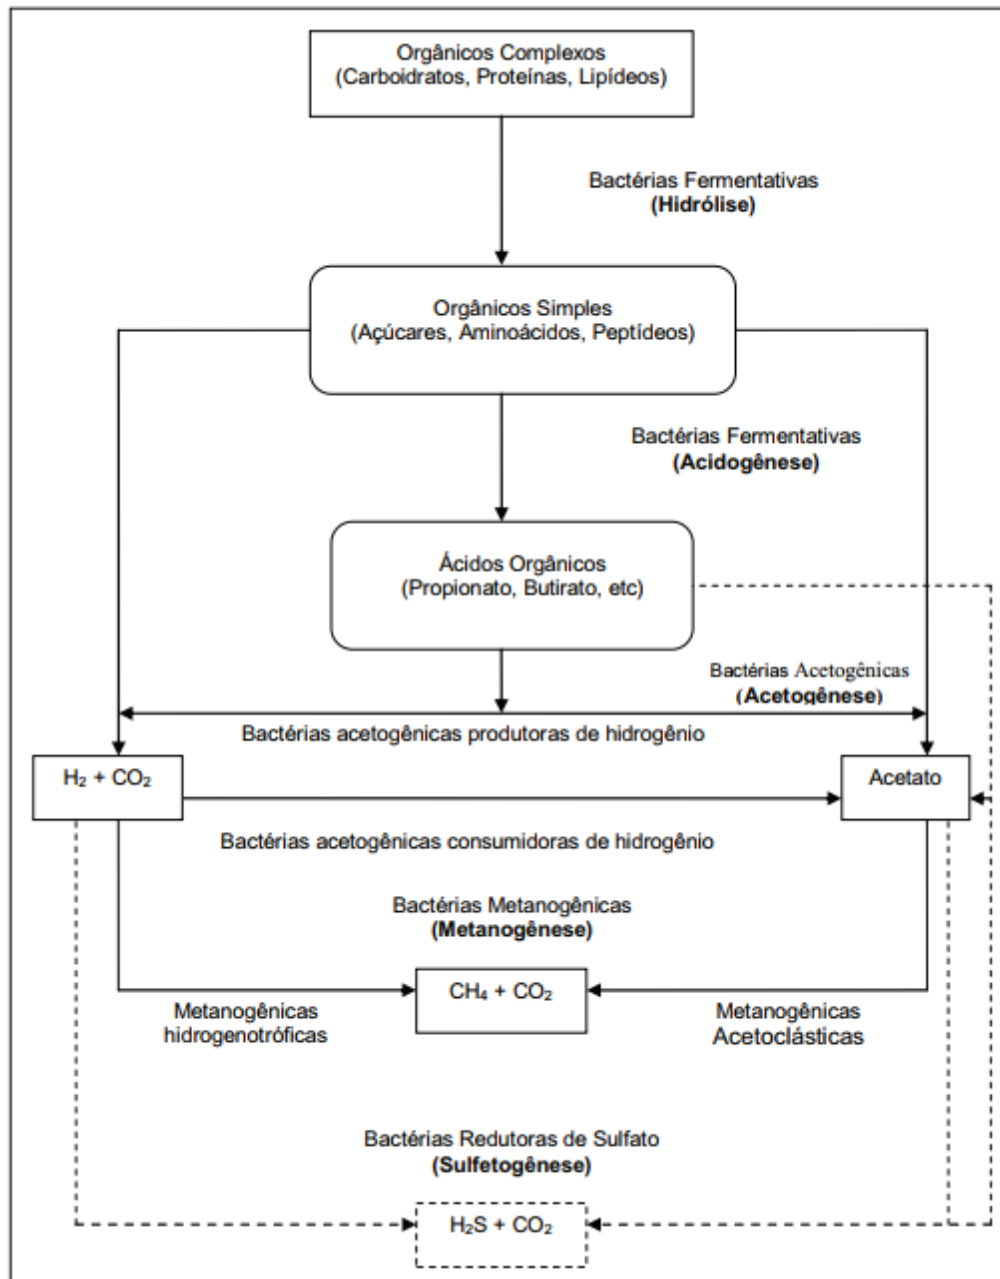 Orgânicos Complexos
(Carboidratos, Proteínas, Lipídeos)
Bactérias Fermentativas
(Hidrólise)
Orgânicos Simples
(Açúcares, Aminoácidos, Peptídeos)
Bactérias Fermentativas
(Acidogênese)
Ácidos Orgânicos
(Propionato, Butirato, etc)
Bactérias Acetogênicas
(Acetogênese)
Bactérias acetogênicas produtoras de hidrogênio
H₂ + CO₂
Acetato
Bactérias acetogênicas consumidoras de hidrogênio
Bactérias Metanogênicas
(Metanogênese)
CH₄ + CO₂
Metanogênicas
hidrogenotróficas
Metanogênicas
Acetoclásticas
Bactérias Redutoras de Sulfato
(Sulfetogênese)
H₂S + CO₂